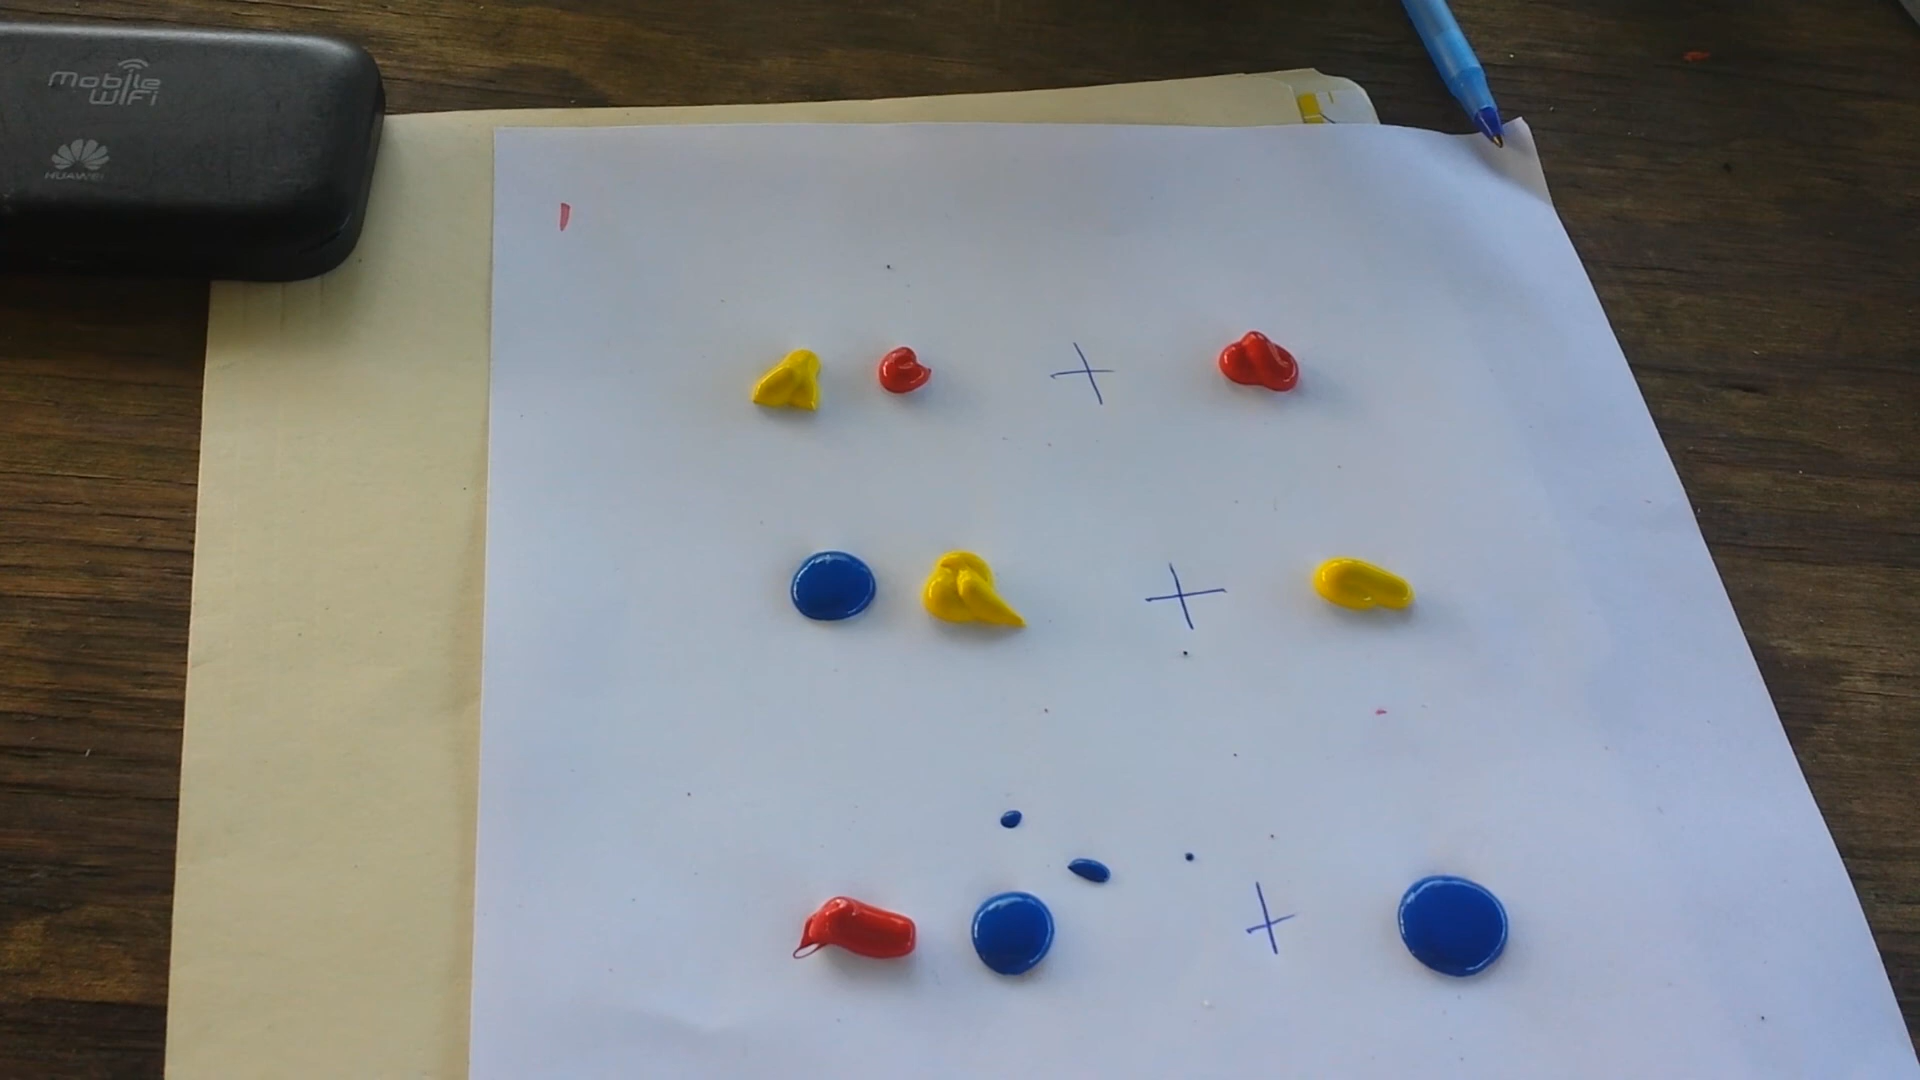 Mobile
WiFi
HUAWEI
+
+
+